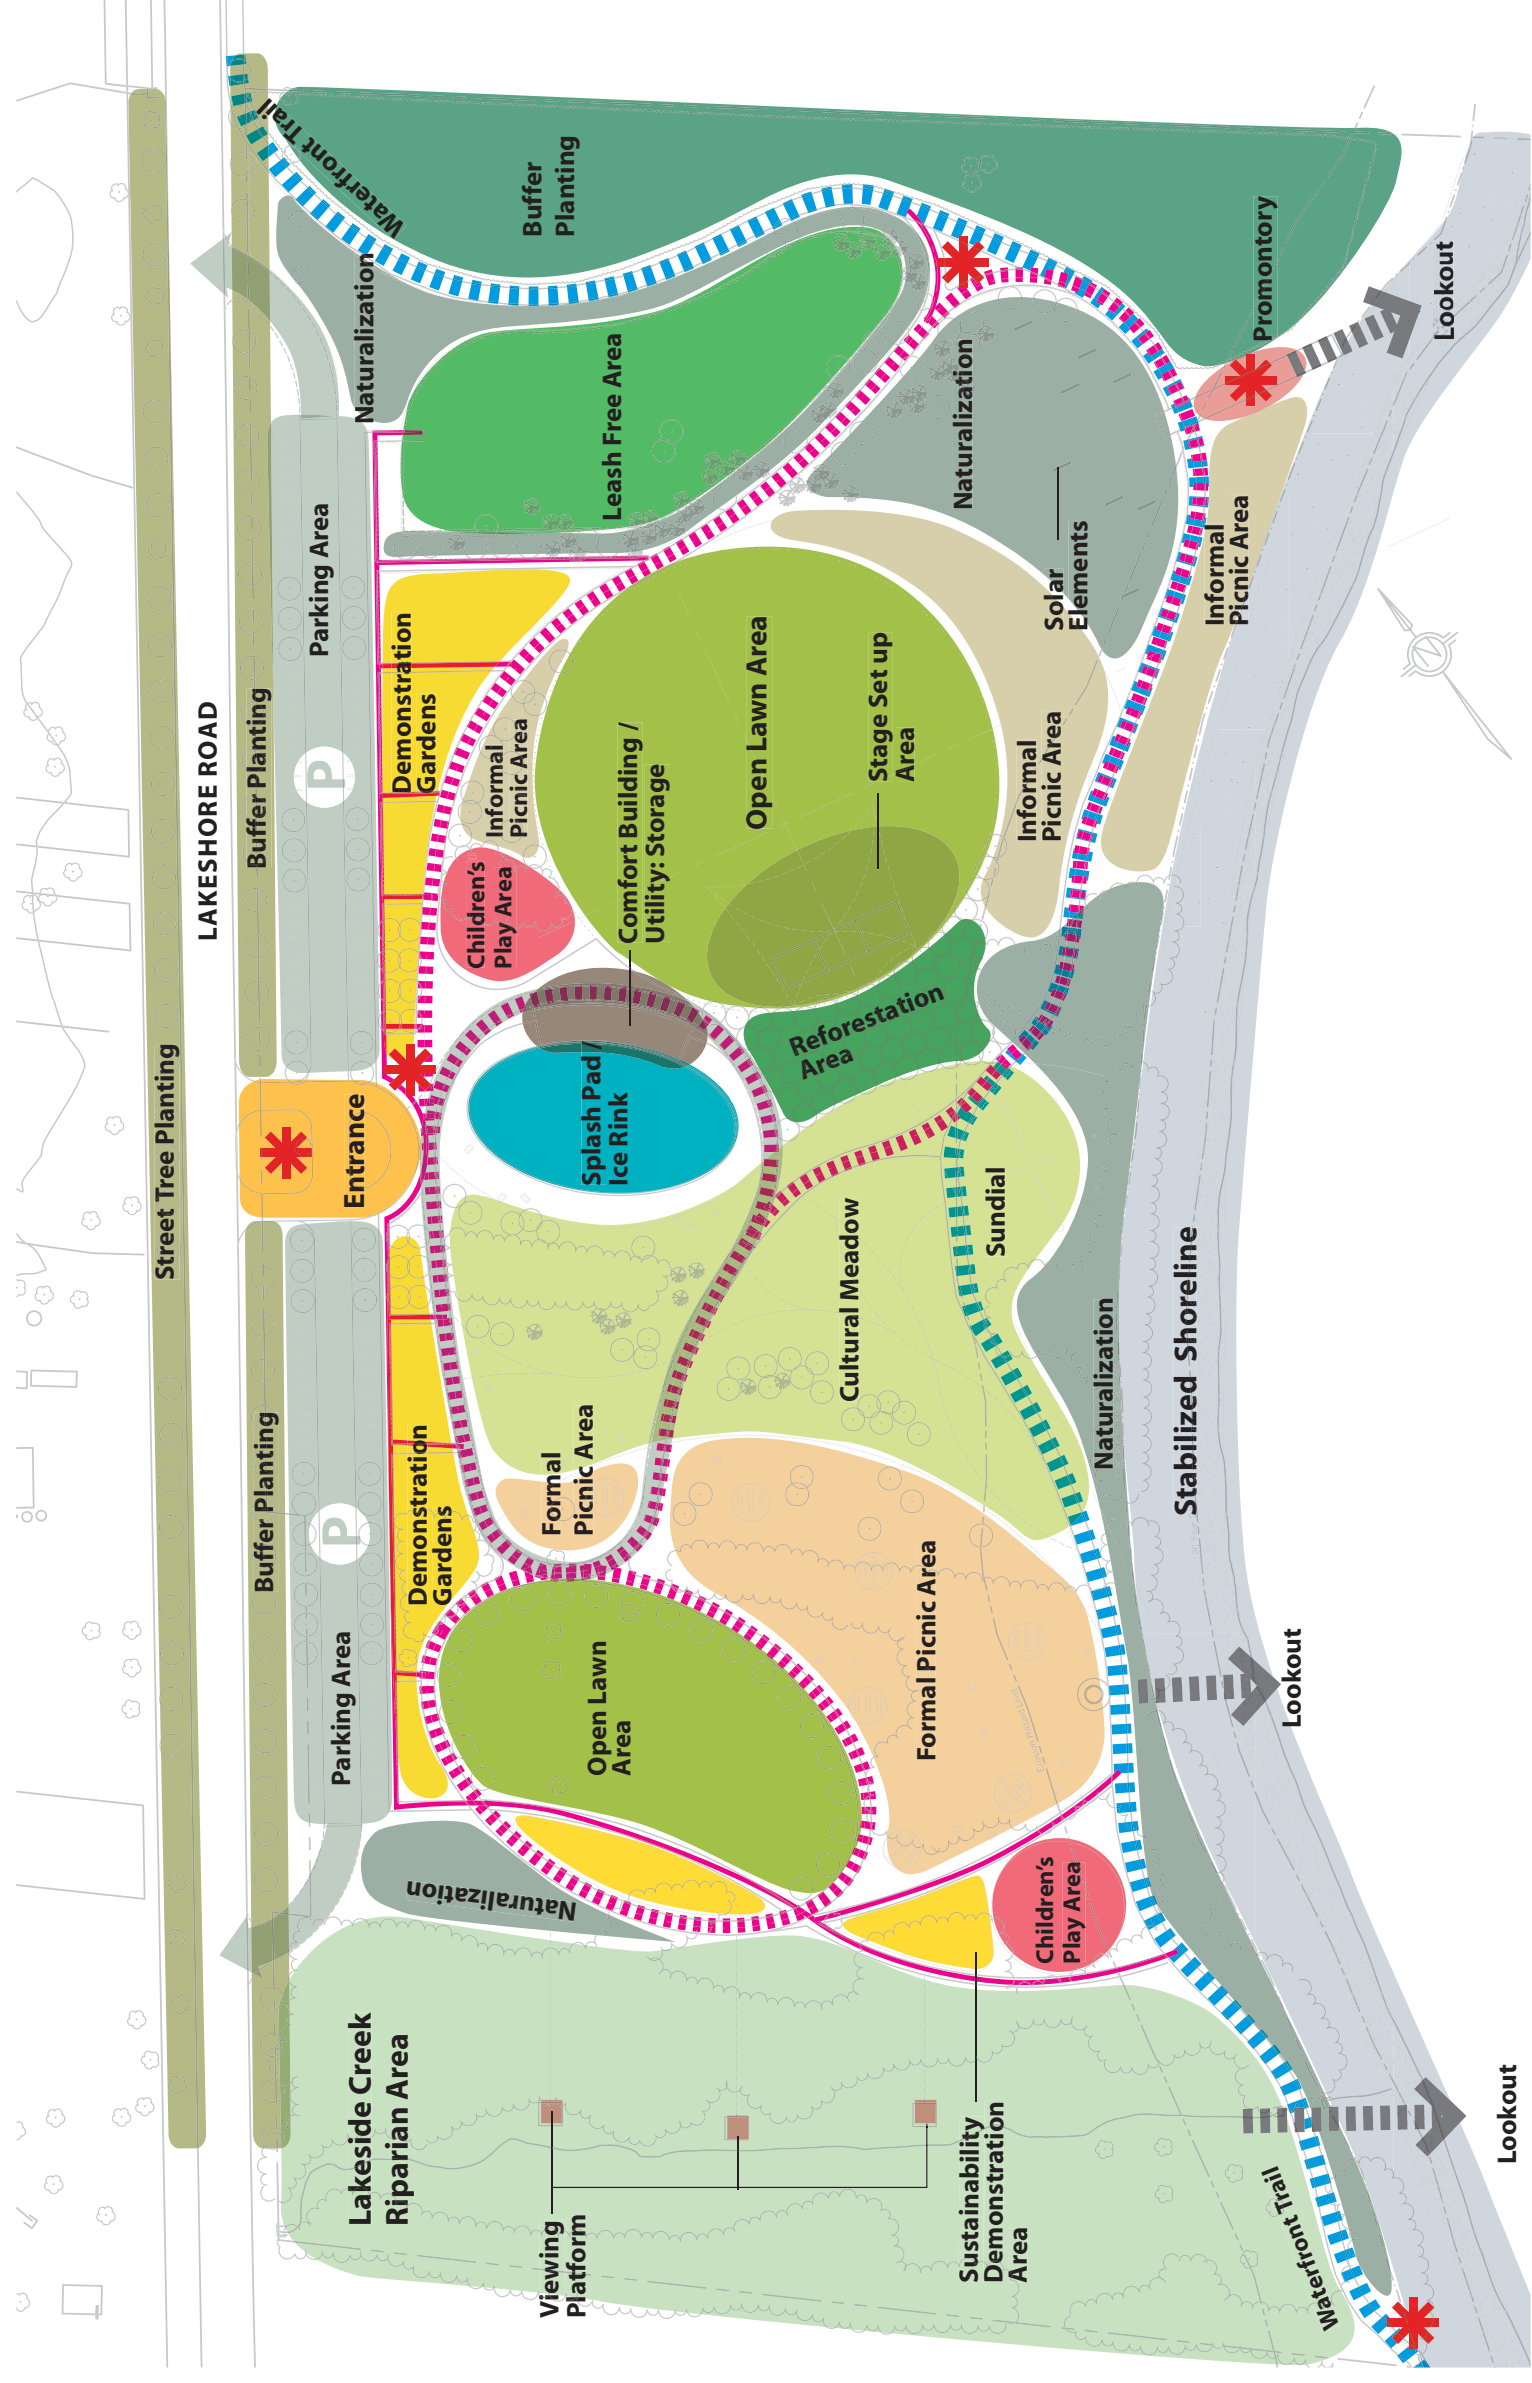 Street Tree Planting
LAKESHORE ROAD
Buffer Planting
Buffer Planting
Parking Area
P
Parking Area
P
Entrance
Waterfront Trail
Naturalization
Buffer
Planting
Leash Free Area
Demonstration
Gardens
Demonstration
Gardens
Informal
Picnic Area
Children's
Play Area
Comfort Building /
Utility: Storage
Open Lawn Area
Stage Set up
Area
Splash Pad /
Ice Rink
Reforestation
Area
Naturalization
Solar
Elements
Informal
Picnic Area
Informal
Picnic Area
Promontory
Lookout
N
Formal
Picnic Area
Cultural Meadow
Sundial
Naturalization
Stabilized Shoreline
Open Lawn
Area
Formal Picnic Area
Lookout
Naturalization
Children's
Play Area
Lakeside Creek
Riparian Area
Viewing
Platform
Sustainability
Demonstration
Area
Waterfront Trail
Lookout